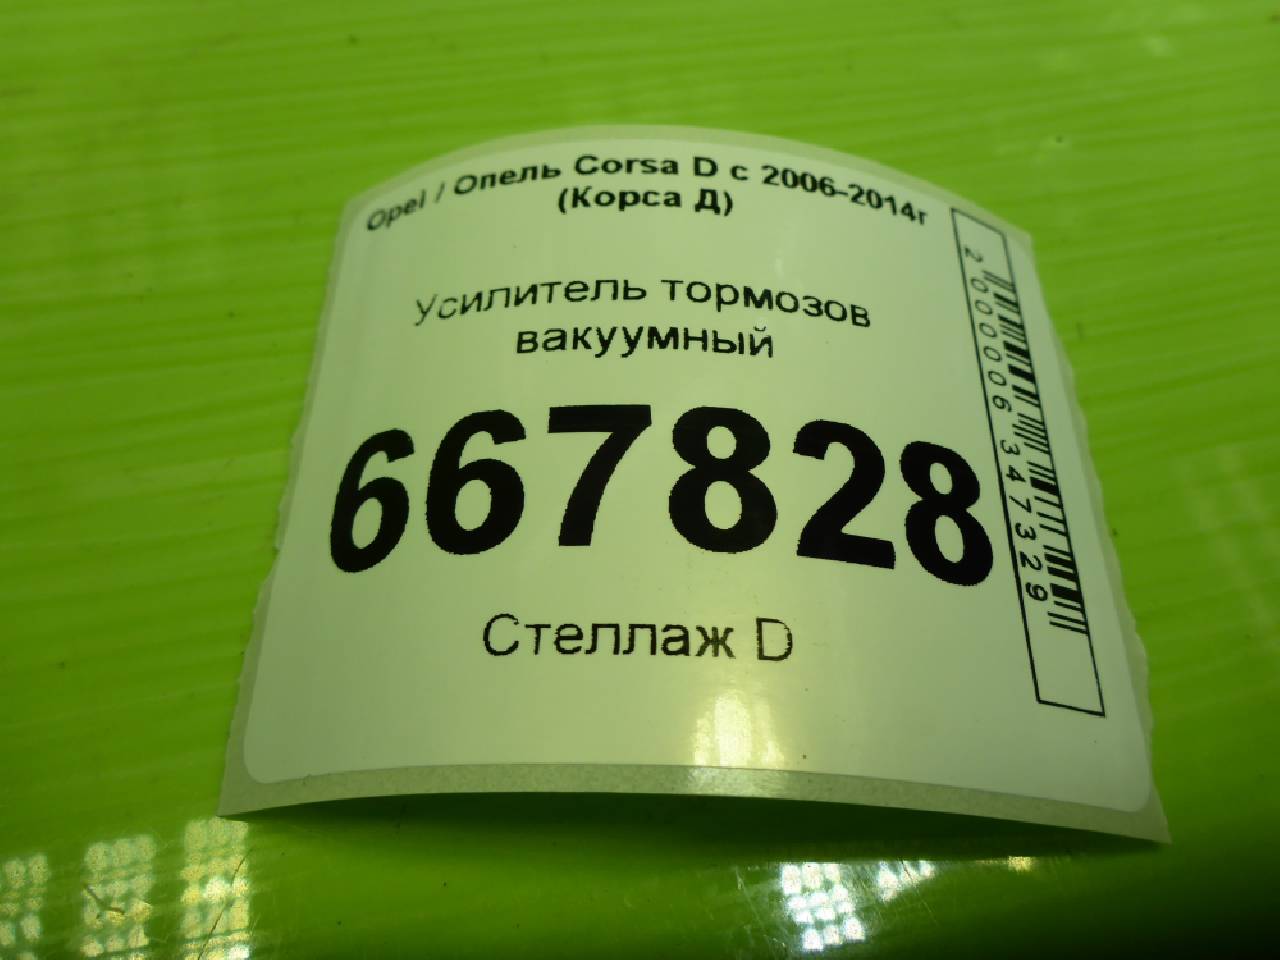 Opel / Опель Corsa D с 2006-2014г
(Корса Д)
Усилитель тормозов
вакуумный
667828
Стеллаж D
2000006347329